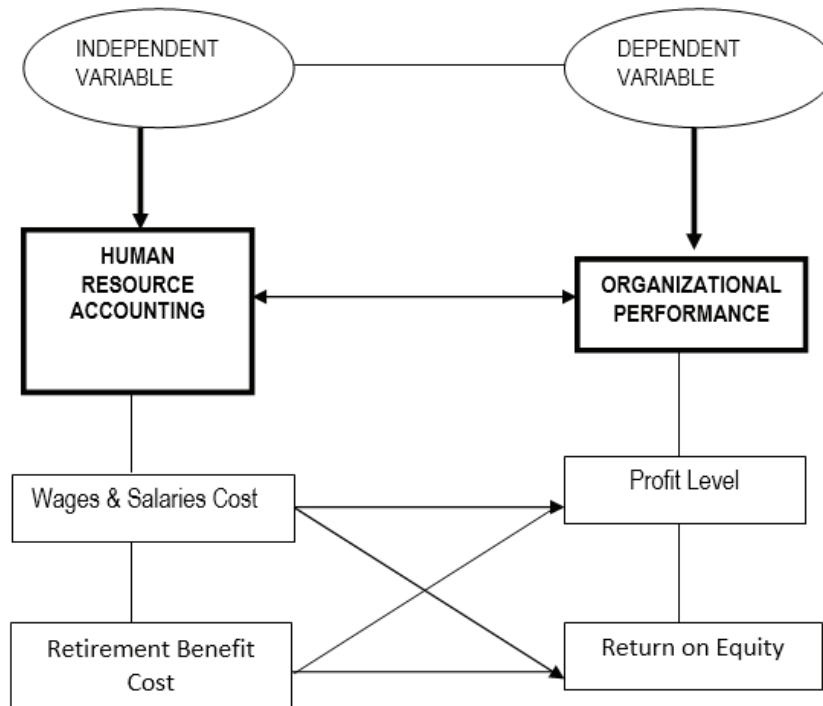 INDEPENDENT
VARIABLE
DEPENDENT
VARIABLE
HUMAN
RESOURCE
ACCOUNTING
ORGANIZATIONAL
PERFORMANCE
Wages & Salaries Cost
Profit Level
Retirement Benefit
Cost
Return on Equity